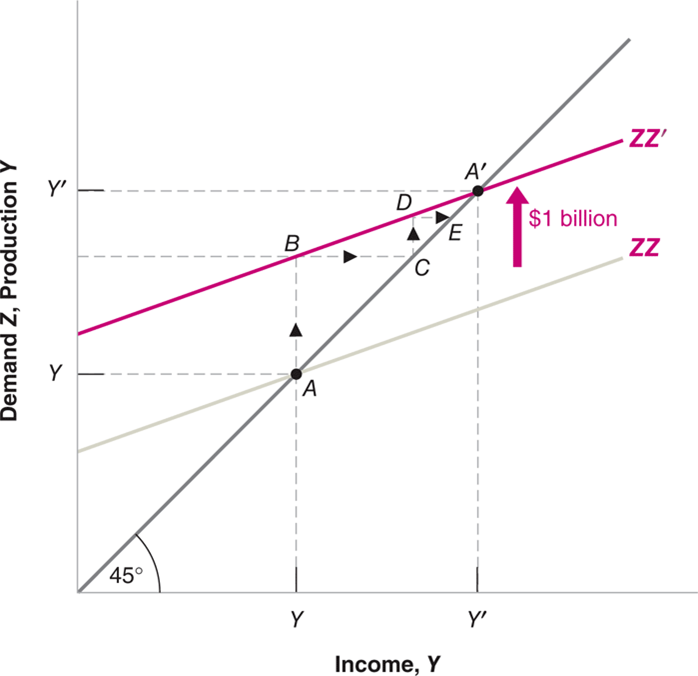 Demand Z, Production Y
ZZ′
A′
Y′
D
$1 billion
E
B
ZZ
C
Y
A
45°
Y
Y′
Income, Y